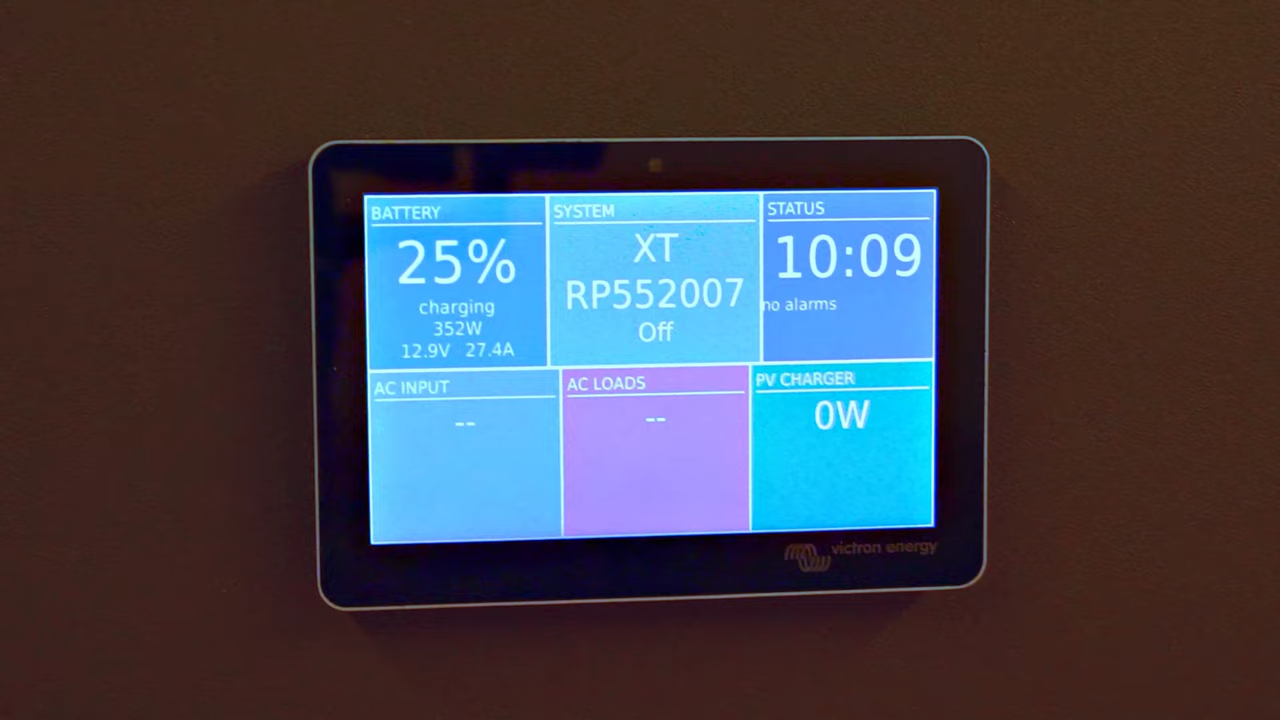 BATTERY
25%
charging
352W
12.9V 27.4A
SYSTEM
XT
RP552007
Off
STATUS
10:09
no alarms
AC INPUT
--
AC LOADS
--
PV CHARGER
0W
victron energy